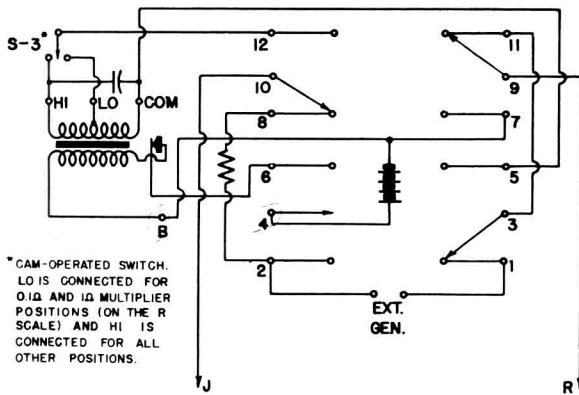 S-3*
12
11
10
9
HI
LO
COM
8
7
6
5
4
3
B
2
1
EXT.
GEN.
*CAM-OPERATED SWITCH.
LO IS CONNECTED FOR
0.1Ω AND 1Ω MULTIPLIER
POSITIONS (ON THE R
SCALE) AND HI IS
CONNECTED FOR ALL
OTHER POSITIONS.
J
R